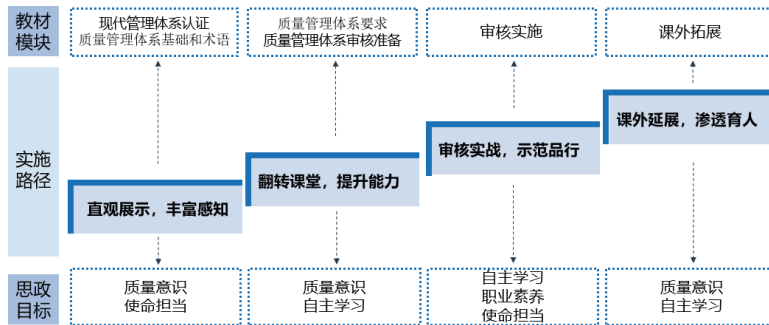 教材
模块
现代管理体系认证
质量管理体系基础和术语
质量管理体系要求
质量管理体系审核准备
审核实施
课外拓展
实施
路径
直观展示，丰富感知
翻转课堂，提升能力
审核实战，示范品行
课外延展，渗透育人
思政
目标
质量意识
使命担当
质量意识
自主学习
自主学习
职业素养
使命担当
质量意识
自主学习